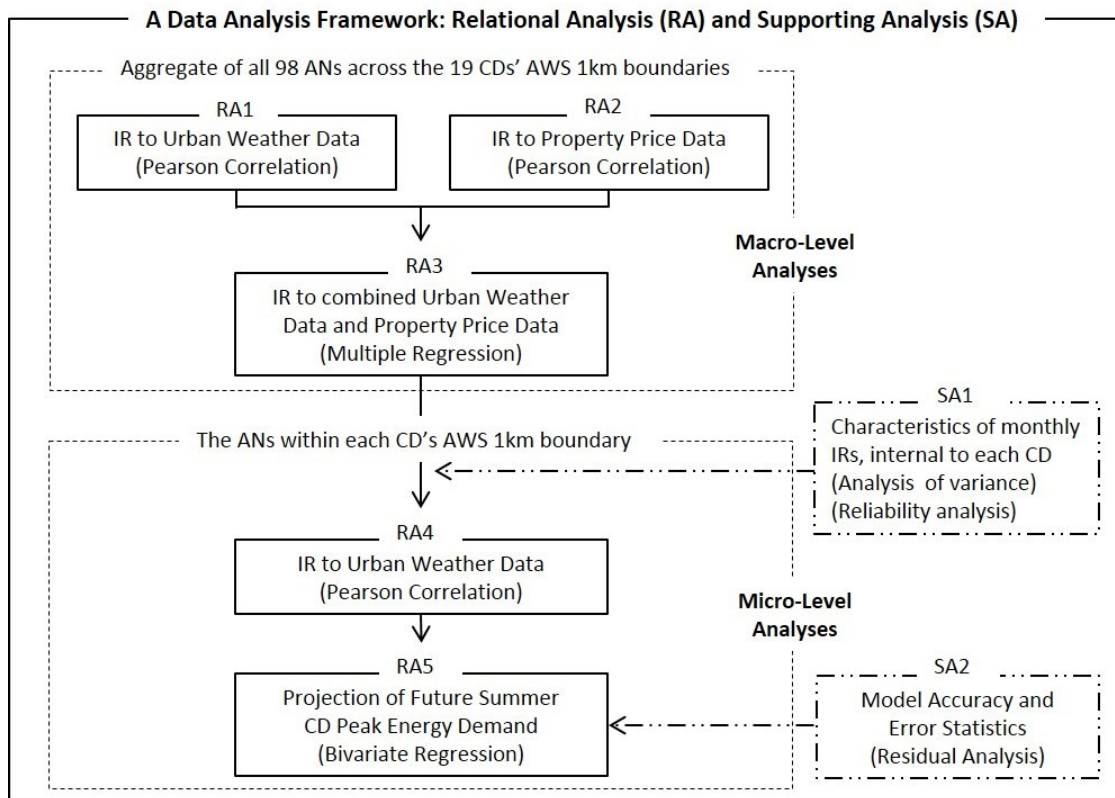 A Data Analysis Framework: Relational Analysis (RA) and Supporting Analysis (SA)
Aggregate of all 98 ANs across the 19 CDs' AWS 1km boundaries
RA1
IR to Urban Weather Data
(Pearson Correlation)
RA2
IR to Property Price Data
(Pearson Correlation)
Macro-Level
Analyses
RA3
IR to combined Urban Weather
Data and Property Price Data
(Multiple Regression)
SA1
Characteristics of monthly
IRs, internal to each CD
(Analysis of variance)
(Reliability analysis)
The ANs within each CD's AWS 1km boundary
RA4
IR to Urban Weather Data
(Pearson Correlation)
Micro-Level
Analyses
RA5
Projection of Future Summer
CD Peak Energy Demand
(Bivariate Regression)
SA2
Model Accuracy and
Error Statistics
(Residual Analysis)